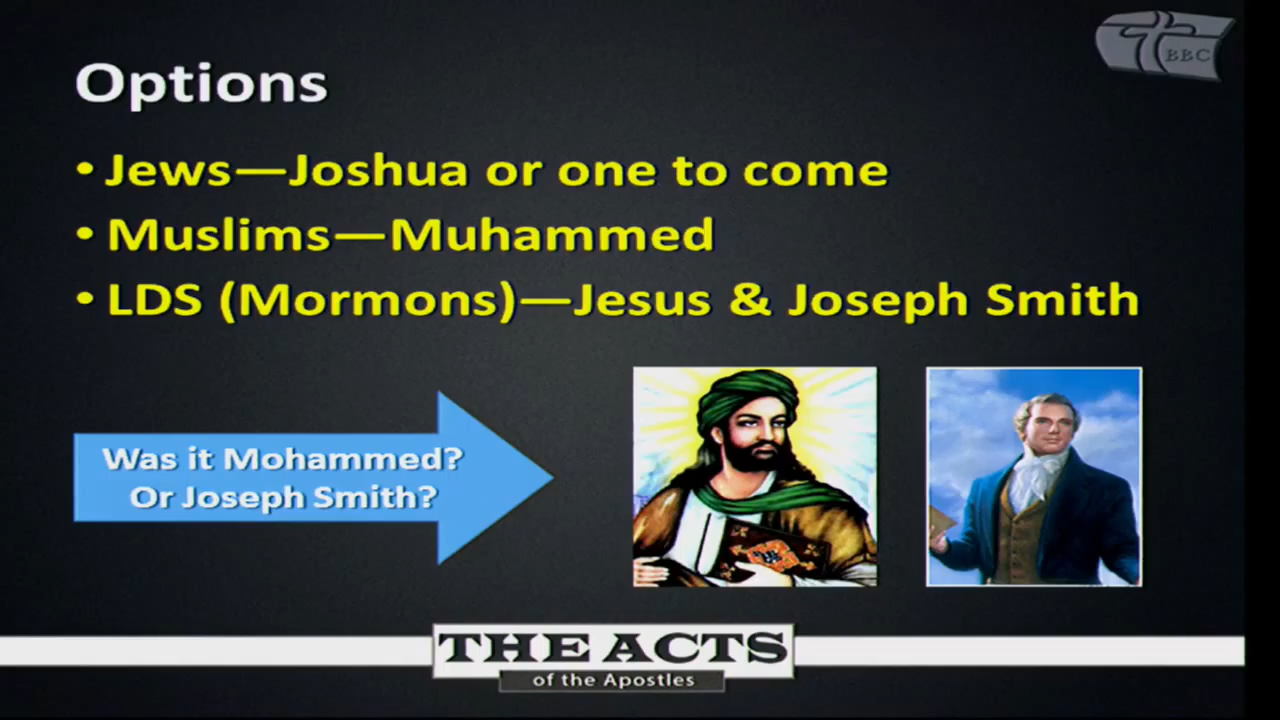 BBC
Options
• Jews—Joshua or one to come
• Muslims—Muhammed
• LDS (Mormons)—Jesus & Joseph Smith
Was it Mohammed?
Or Joseph Smith?
THE ACTS
of the Apostles